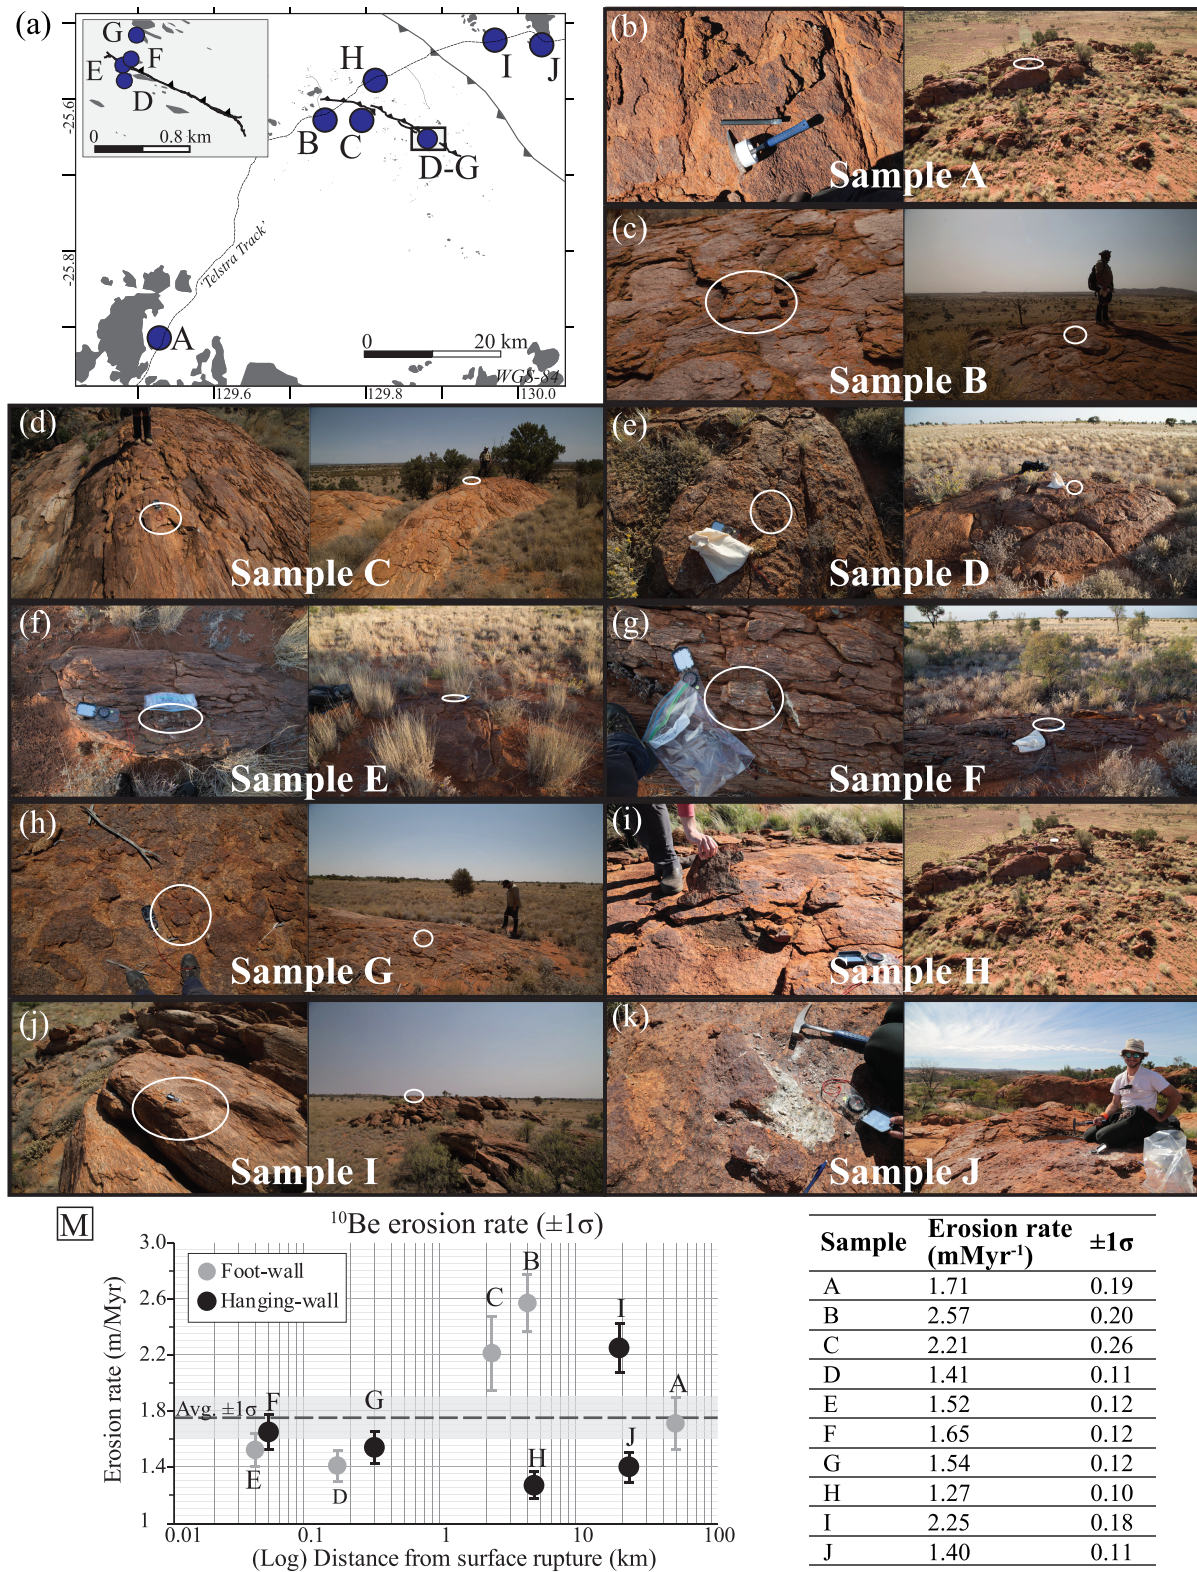 (a)
G
F
E
D
0 0.8 km
H
I
J
B
C
D-G
-25.6
-25.8
'Telstra Track'
A
0 20 km
WGS-84
129.6
129.8
130.0
(b)
Sample A
(c)
Sample B
(d)
Sample C
(e)
Sample D
(f)
Sample E
(g)
Sample F
(h)
Sample G
(i)
Sample H
(j)
Sample I
(k)
Sample J
M
¹⁰Be erosion rate (±1σ)
Foot-wall
Hanging-wall
Erosion rate (m/Myr)
3.0
2.6
2.2
1.8
1.4
1
Avg. ±1σ
E
F
D
G
C
B
H
I
J
A
0.01 0.1 1 10 100
(Log) Distance from surface rupture (km)
Sample Erosion rate (mMyr⁻¹) ±1σ
A 1.71 0.19
B 2.57 0.20
C 2.21 0.26
D 1.41 0.11
E 1.52 0.12
F 1.65 0.12
G 1.54 0.12
H 1.27 0.10
I 2.25 0.18
J 1.40 0.11